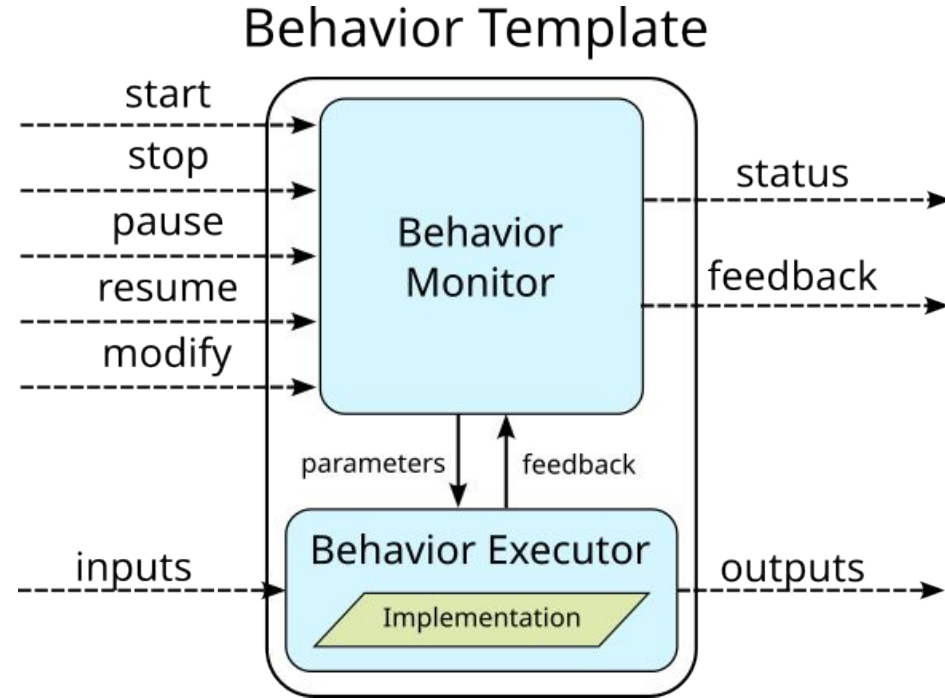 Behavior Template
start
stop
pause
resume
modify
Behavior
Monitor
status
feedback
parameters
feedback
inputs
Behavior Executor
Implementation
outputs